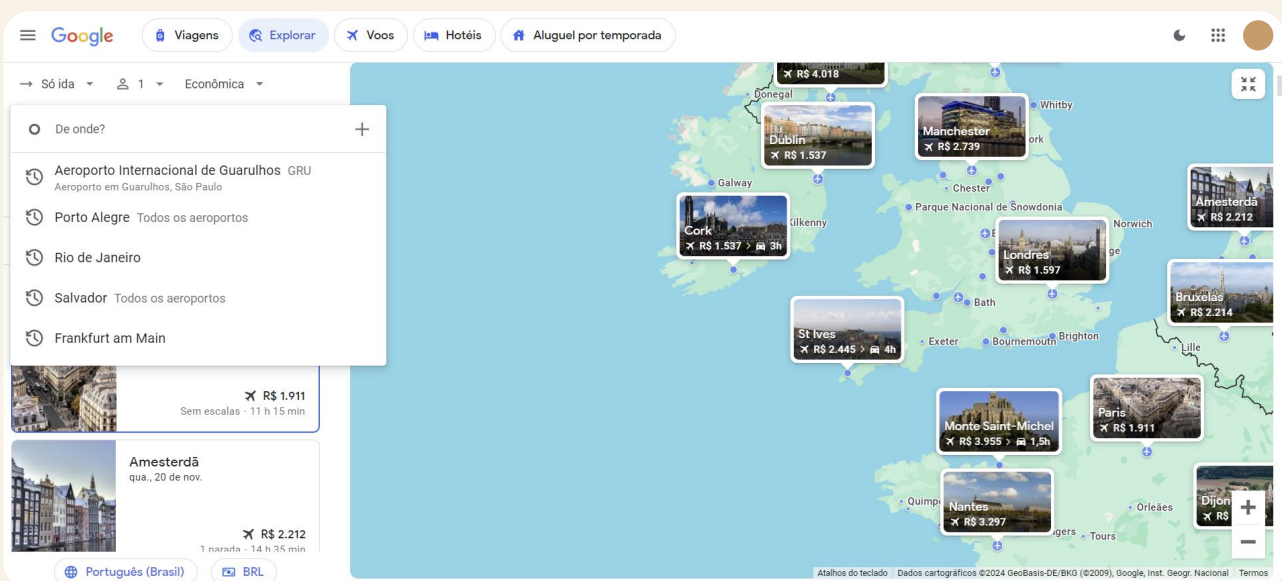 Google
Viagens
Explorar
Voos
Hotéis
Aluguel por temporada
Só ida
1
Econômica
De onde?
Aeroporto Internacional de Guarulhos GRU
Aeroporto em Guarulhos, São Paulo
Porto Alegre Todos os aeroportos
Rio de Janeiro
Salvador Todos os aeroportos
Frankfurt am Main
R$ 1.911
Sem escalas · 11 h 15 min
Amesterdã
qua., 20 de nov.
R$ 2.212
1 parada · 14 h 35 min
Português (Brasil)
BRL
R$ 4.018
Donegal
Whitby
Dublin
R$ 1.537
Manchester
R$ 2.739
ork
Galway
Chester
Parque Nacional de Snowdonia
Amesterdã
R$ 2.212
Cork
R$ 1.537 > 3h
Kilkenny
Norwich
Londres
R$ 1.597
ge
Bath
Bruxelas
R$ 2.214
St Ives
R$ 2.445 > 4h
Exeter
Bournemouth
Brighton
Lille
Monte Saint-Michel
R$ 3.955 > 1,5h
Paris
R$ 1.911
Quimp
Nantes
R$ 3.297
gers
Tours
Orleães
Dijon
R$
Atalhos do teclado
Dados cartográficos ©2024 GeoBasis-DE/BKG (©2009), Google, Inst. Geogr. Nacional
Termos